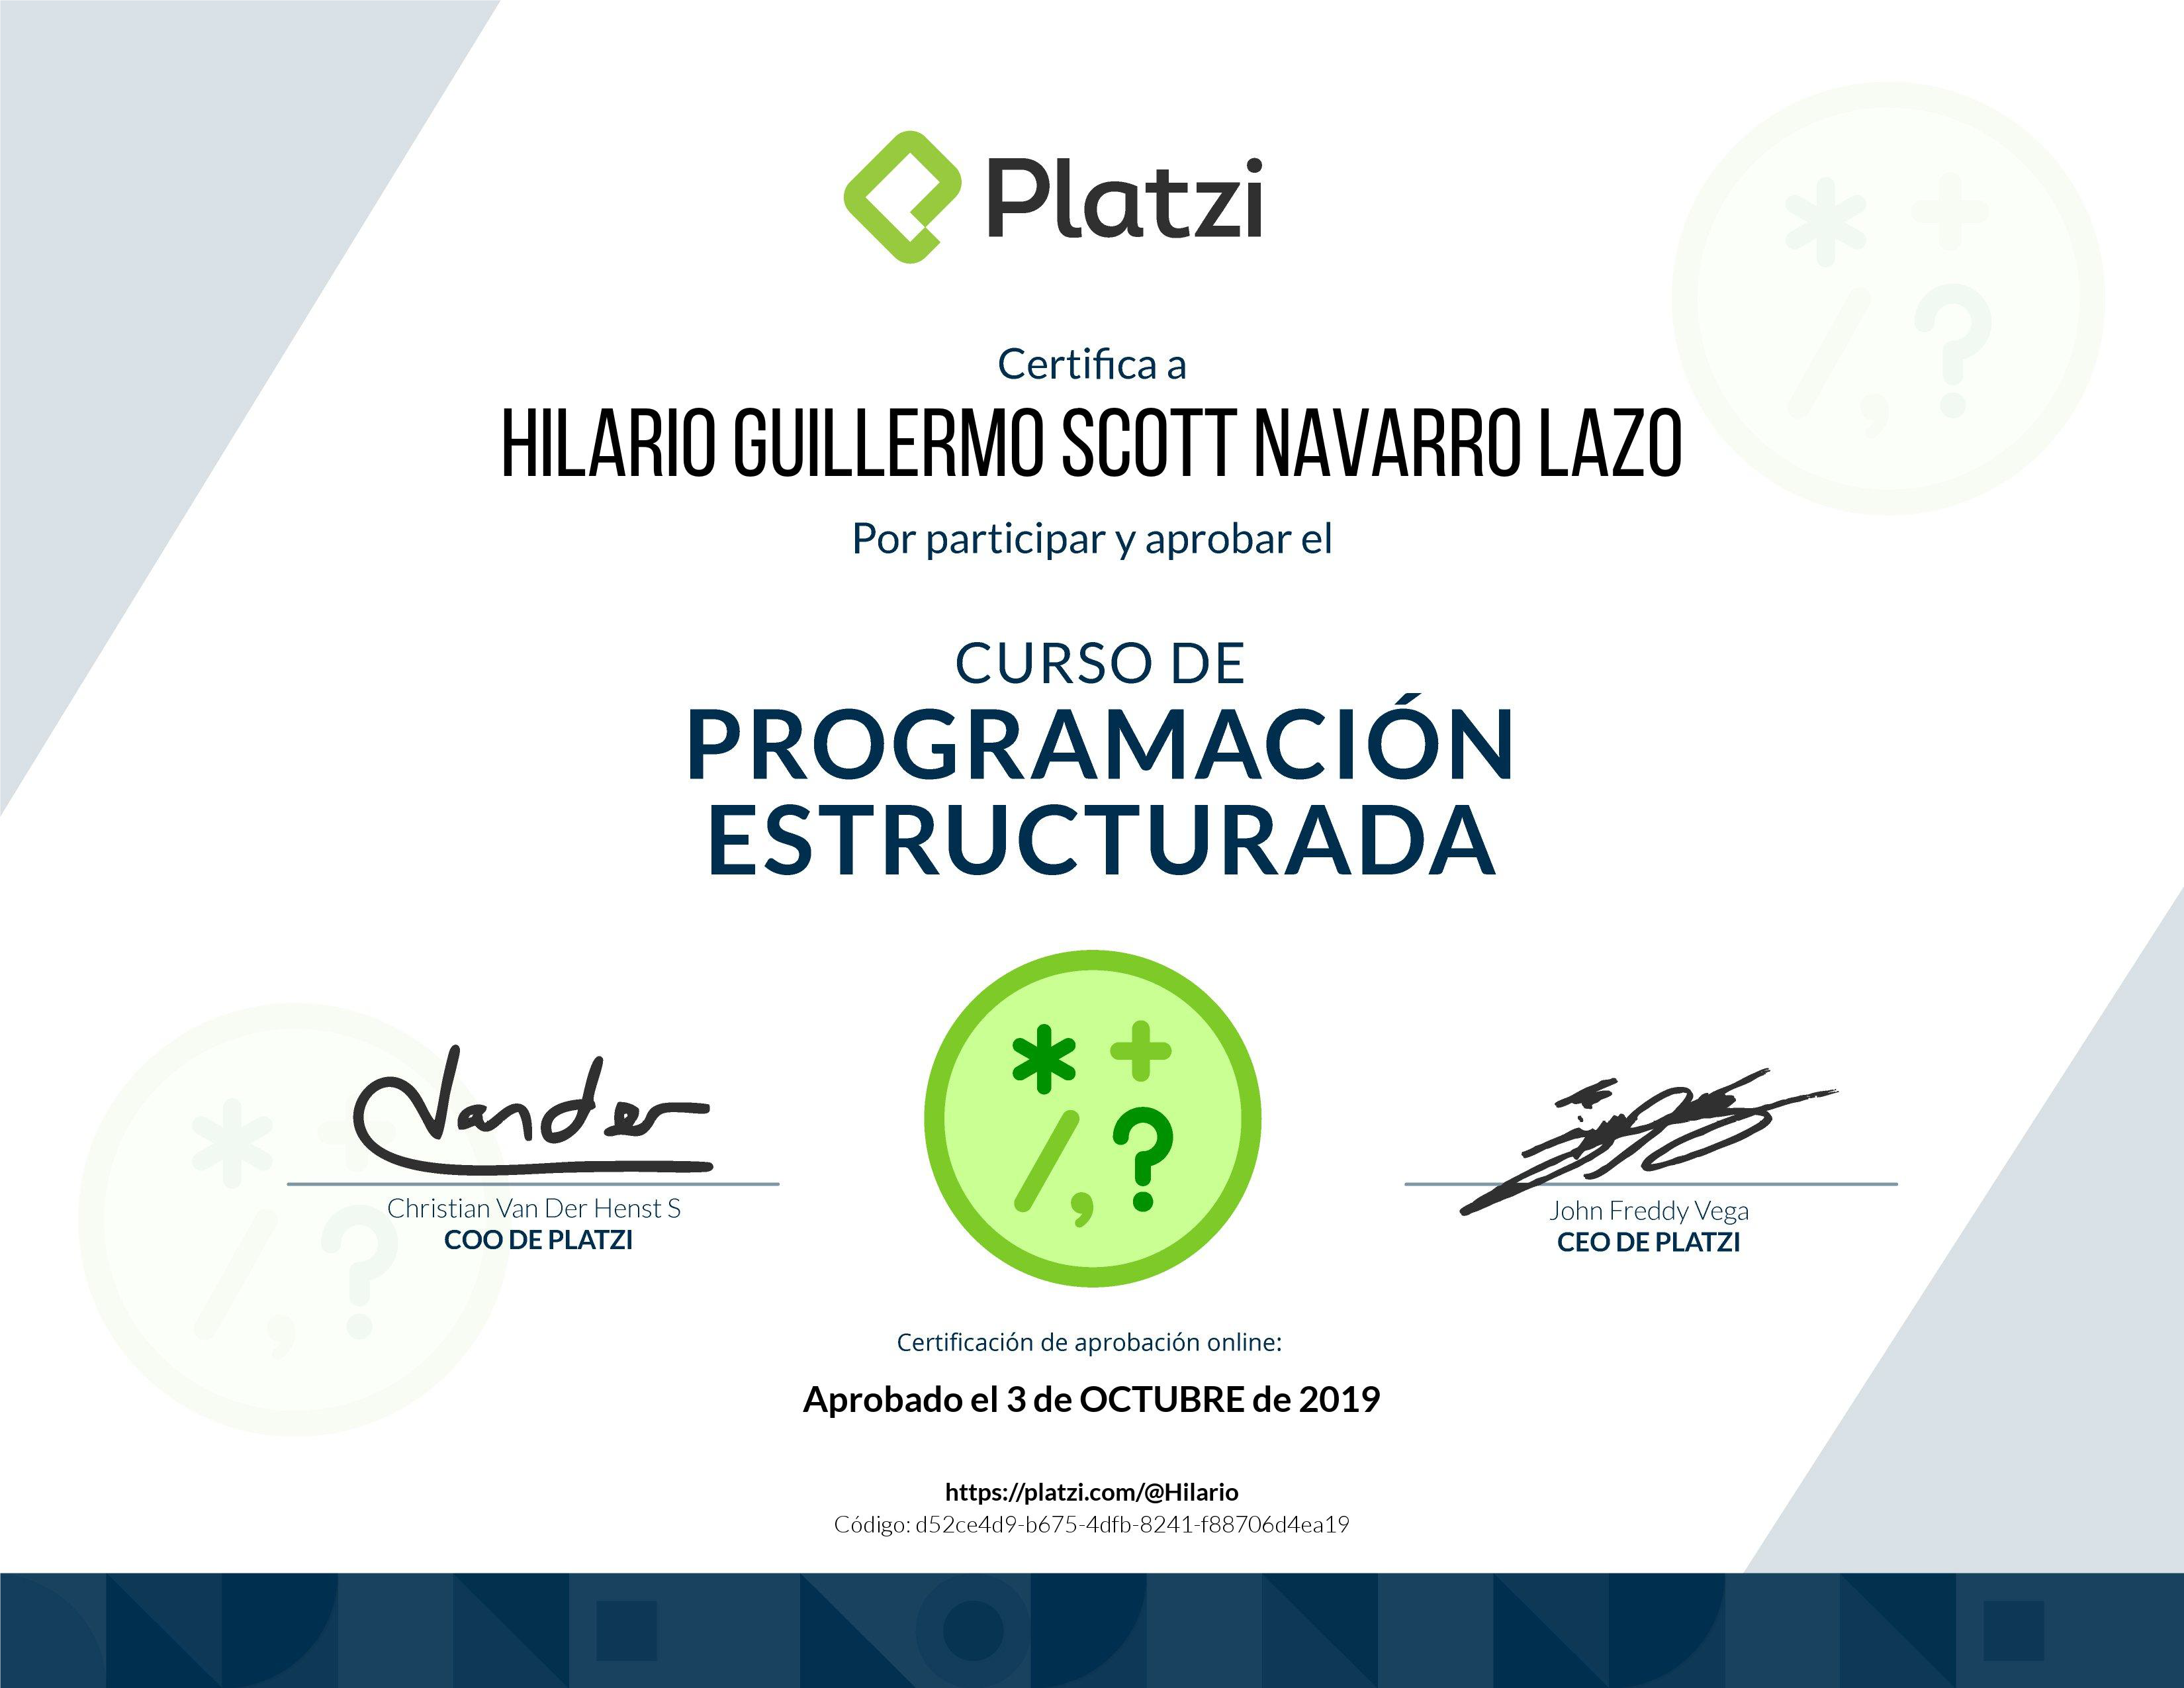 Platzi
Certifica a
HILARIO GUILLERMO SCOTT NAVARRO LAZO
Por participar y aprobar el
CURSO DE
PROGRAMACIÓN
ESTRUCTURADA
* +
/ , ?
Vander
Christian Van Der Henst S
COO DE PLATZI
John Freddy Vega
CEO DE PLATZI
Certificación de aprobación online:
Aprobado el 3 de OCTUBRE de 2019
https://platzi.com/@Hilario
Código: d52ce4d9-b675-4dfb-8241-f88706d4ea19